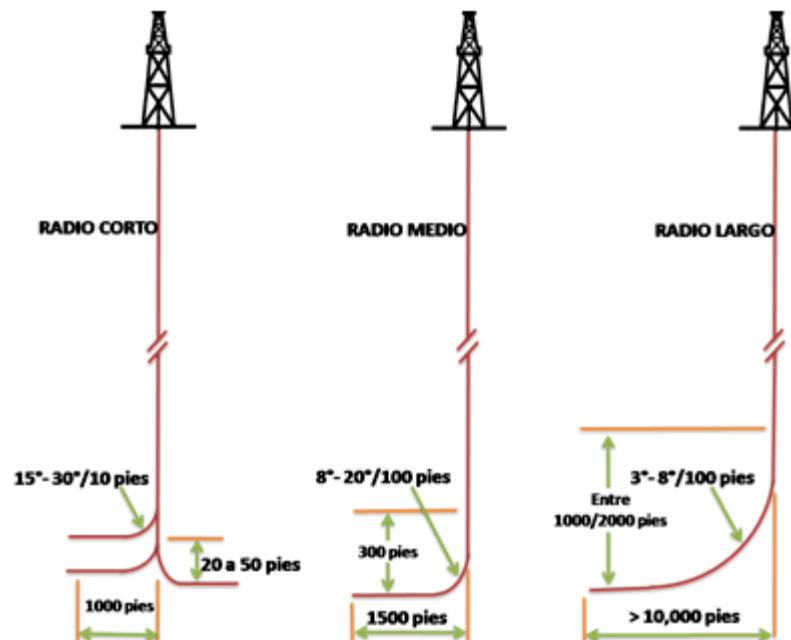 RADIO CORTO
RADIO MEDIO
RADIO LARGO
15°- 30°/10 pies
20 a 50 pies
1000 pies
8°- 20°/100 pies
300 pies
1500 pies
3°- 8°/100 pies
Entre
1000/2000 pies
> 10,000 pies